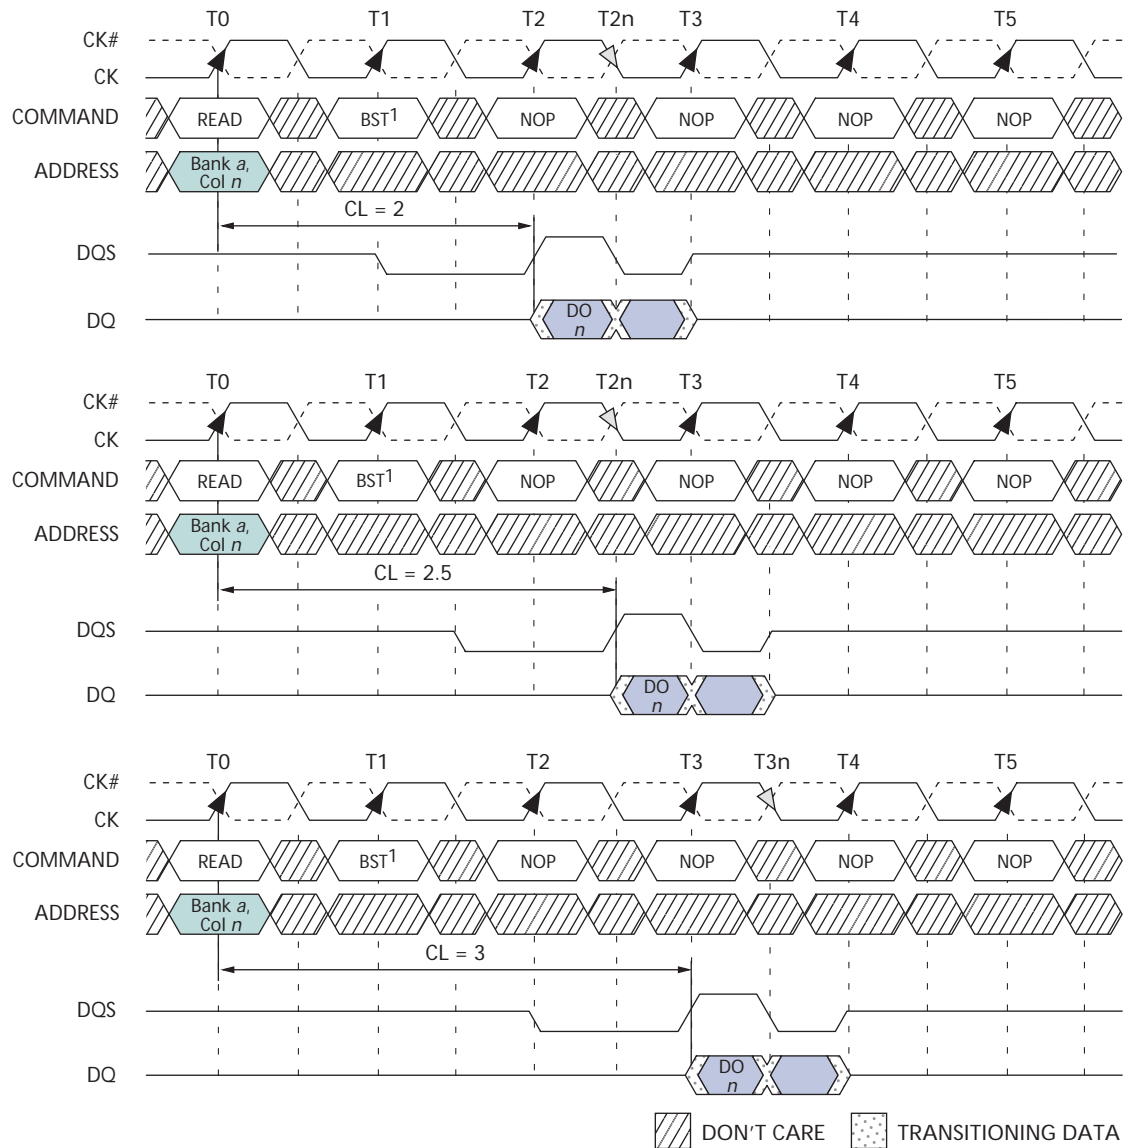 T0 T1 T2 T2n T3 T4 T5
CK#
CK
COMMAND READ BST1 NOP NOP NOP NOP
ADDRESS Bank a,
Col n
CL = 2
DQS
DQ DO
n
T0 T1 T2 T2n T3 T4 T5
CK#
CK
COMMAND READ BST1 NOP NOP NOP NOP
ADDRESS Bank a,
Col n
CL = 2.5
DQS
DQ DO
n
T0 T1 T2 T3 T3n T4 T5
CK#
CK
COMMAND READ BST1 NOP NOP NOP NOP
ADDRESS Bank a,
Col n
CL = 3
DQS
DQ DO
n
DON'T CARE TRANSITIONING DATA